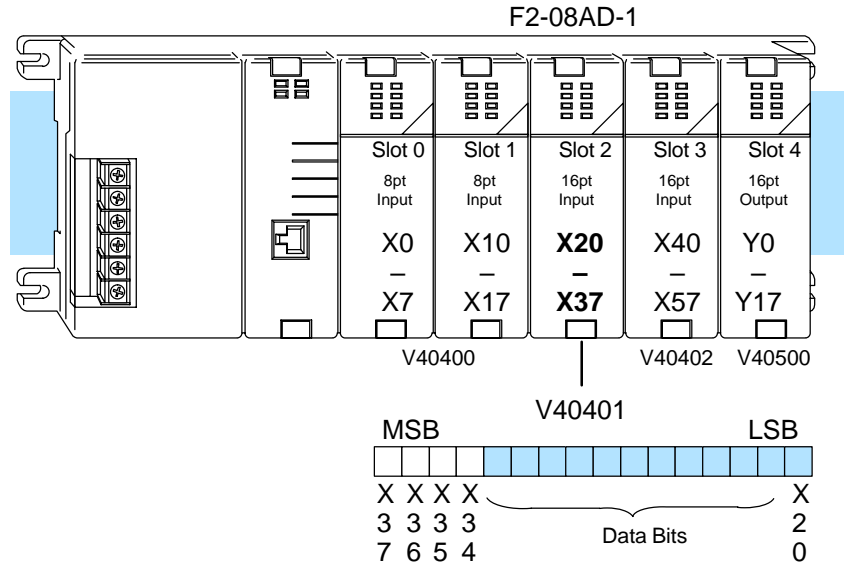 F2-08AD-1
Slot 0 Slot 1 Slot 2 Slot 3 Slot 4
8pt 8pt 16pt 16pt 16pt
Input Input Input Input Output
X0 X10 X20 X40 Y0
– – – – –
X7 X17 X37 X57 Y17
V40400 V40402 V40500
V40401
MSB LSB
X X X X X
3 3 3 3 2
7 6 5 4 0
Data Bits